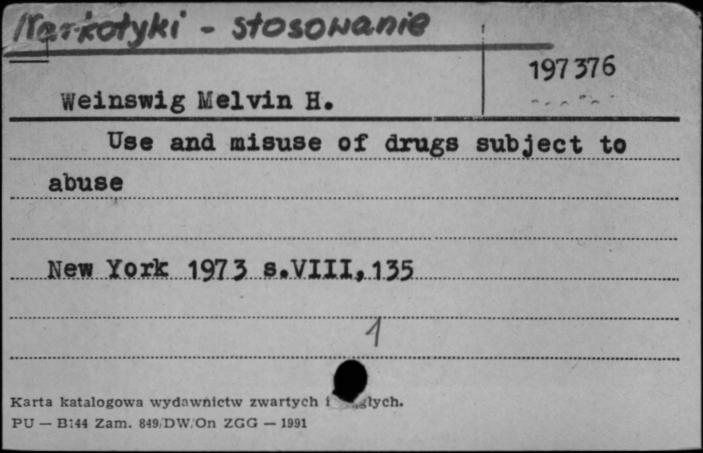 Narkotyki - stosowanie
197376
Weinswig Melvin H.
Use and misuse of drugs subject to
abuse
New York 1973 s.VIII,135
1
Karta katalogowa wydawnictw zwartych i
PU — B144 Zam. 849/DW/On ZGG — 1991